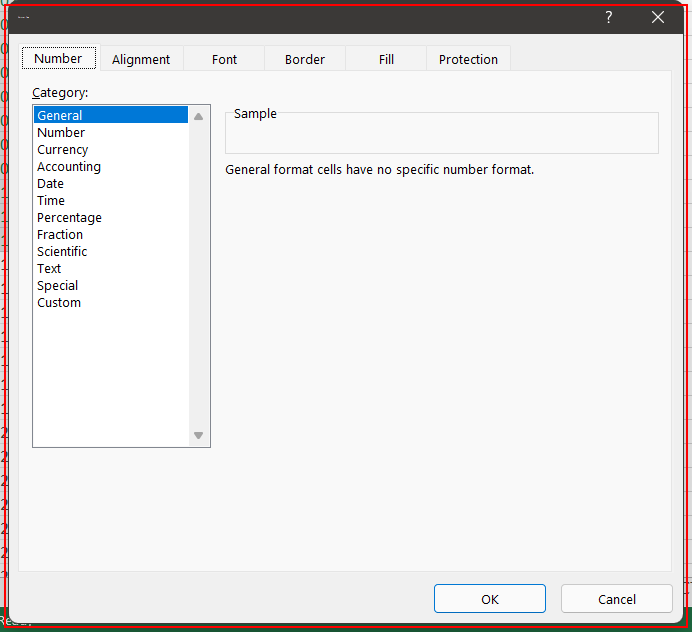 ?
Number Alignment Font Border Fill Protection
Category:
General
Number
Currency
Accounting
Date
Time
Percentage
Fraction
Scientific
Text
Special
Custom
Sample
General format cells have no specific number format.
OK Cancel